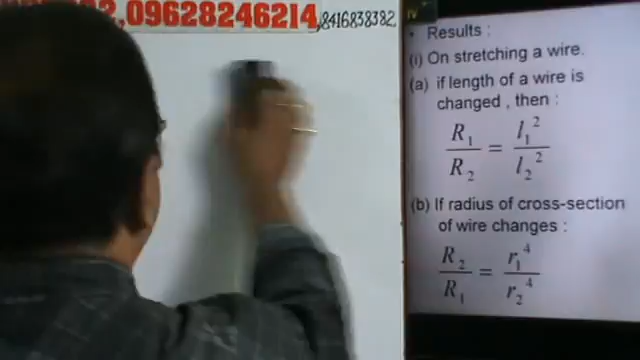 ,09628246214,8416838382.
• Results :
(i) On stretching a wire.
(a) if length of a wire is
changed , then :
R₁/R₂ = l₁²/l₂²
(b) If radius of cross-section
of wire changes :
R₂/R₁ = r₁⁴/r₂⁴